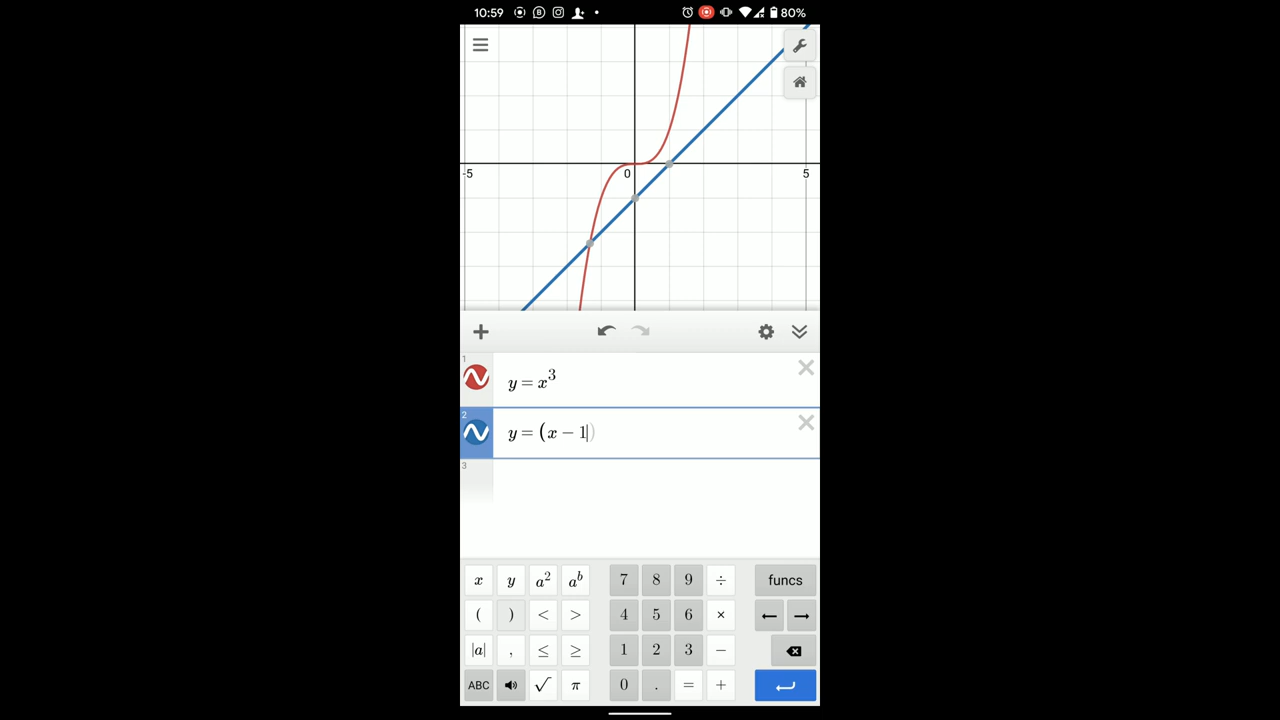 10:59 80%
-5 0 5
1
y = x³
2
y = (x − 1)
3
x y a² aᵇ 7 8 9 ÷ funcs
( ) < > 4 5 6 × ← →
|a| , ≤ ≥ 1 2 3 −
ABC √ π 0 . = +